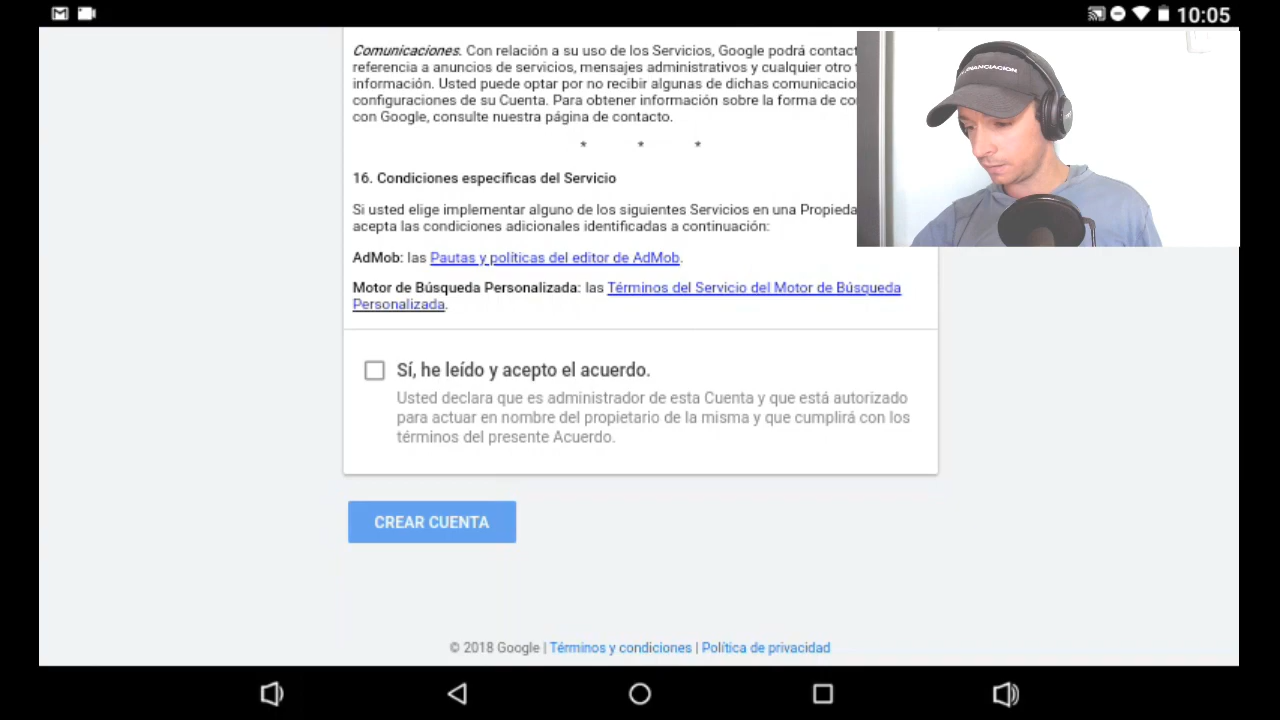 10:05
Comunicaciones. Con relación a su uso de los Servicios, Google podrá
referencia a anuncios de servicios, mensajes administrativos y cualquier otro
información. Usted puede optar por no recibir algunas de dichas
configuraciones de su Cuenta. Para obtener información sobre la forma de
con Google, consulte nuestra página de contacto.
* * *
16. Condiciones específicas del Servicio
Si usted elige implementar alguno de los siguientes Servicios en una
acepta las condiciones adicionales identificadas a continuación:
AdMob: las Pautas y políticas del editor de AdMob.
Motor de Búsqueda Personalizada: las Términos del Servicio del Motor de Búsqueda
Personalizada.
Sí, he leído y acepto el acuerdo.
Usted declara que es administrador de esta Cuenta y que está autorizado
para actuar en nombre del propietario de la misma y que cumplirá con los
términos del presente Acuerdo.
CREAR CUENTA
© 2018 Google | Términos y condiciones | Política de privacidad